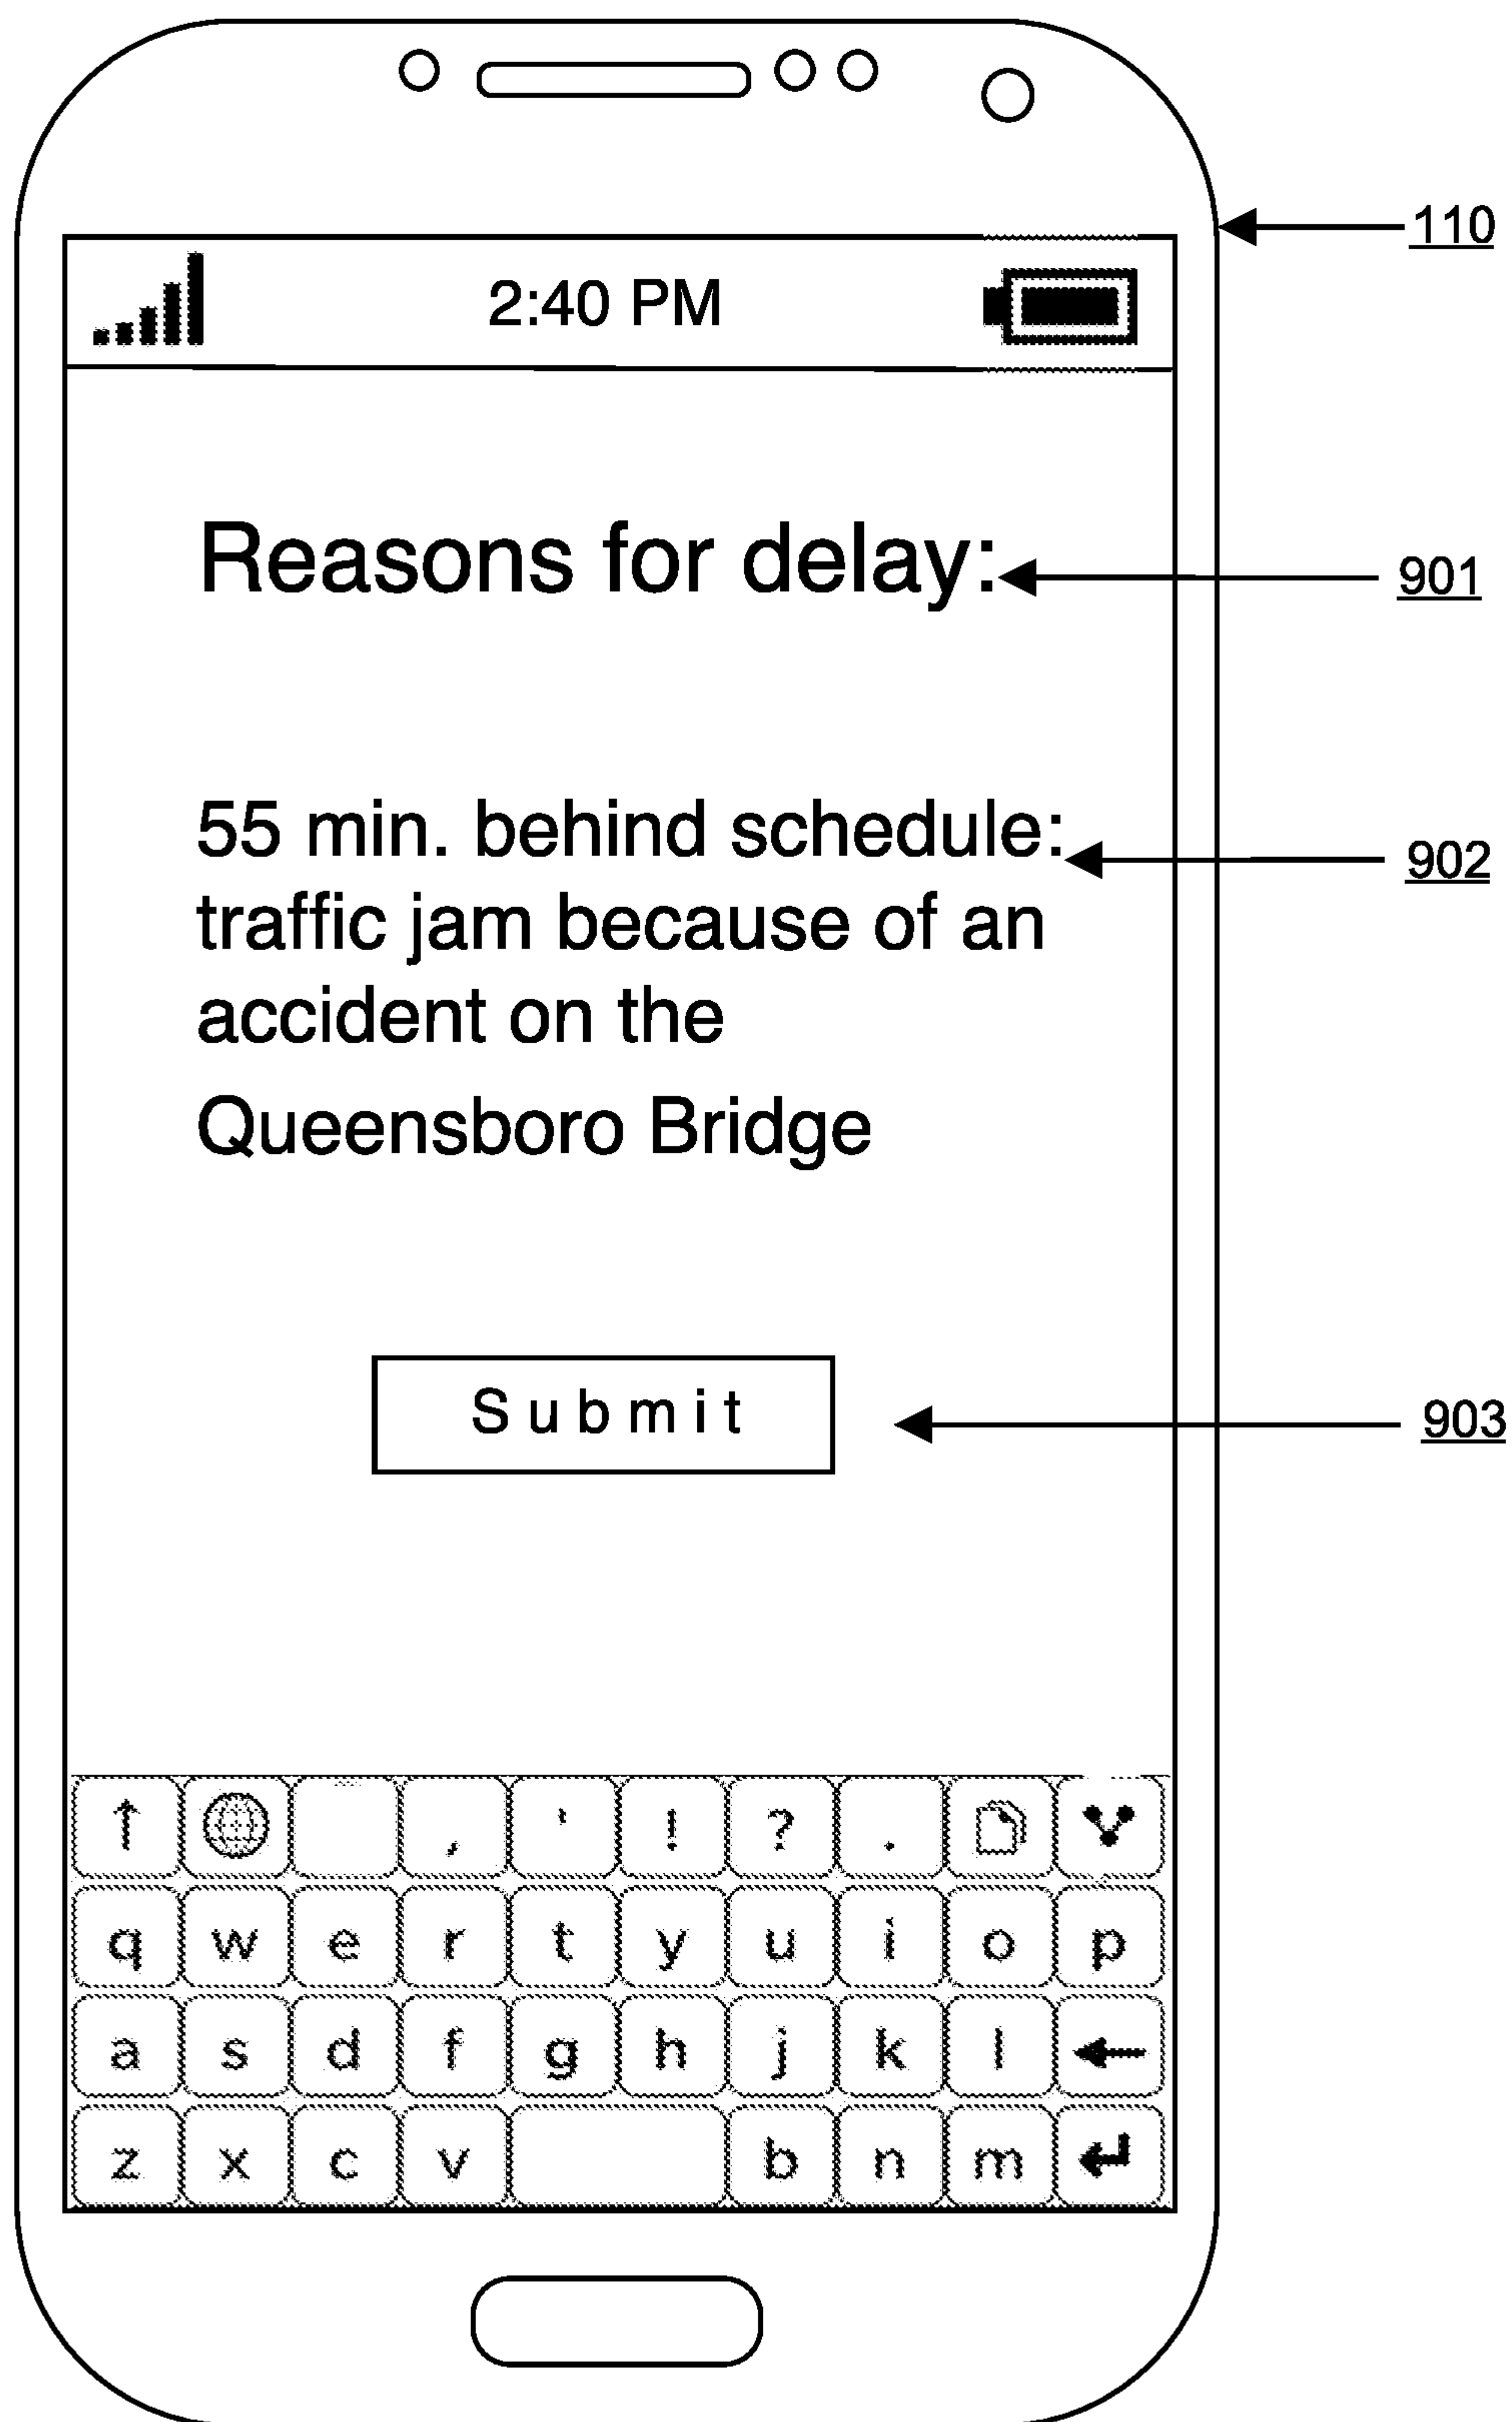 110
2:40 PM
Reasons for delay:
901
55 min. behind schedule:
902
traffic jam because of an
accident on the
Queensboro Bridge
Submit
903
↑ , ' ! ? .
q w e r t y u i o p
a s d f g h j k l ←
z x c v b n m ↵